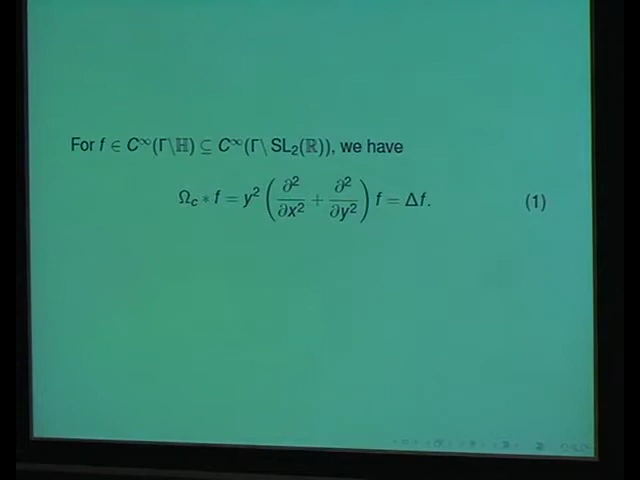 For f ∈ C^∞(Γ\ℍ) ⊆ C^∞(Γ\ SL₂(ℝ)), we have
Ω_c ∗ f = y² ( ∂²/∂x² + ∂²/∂y² ) f = Δf. (1)